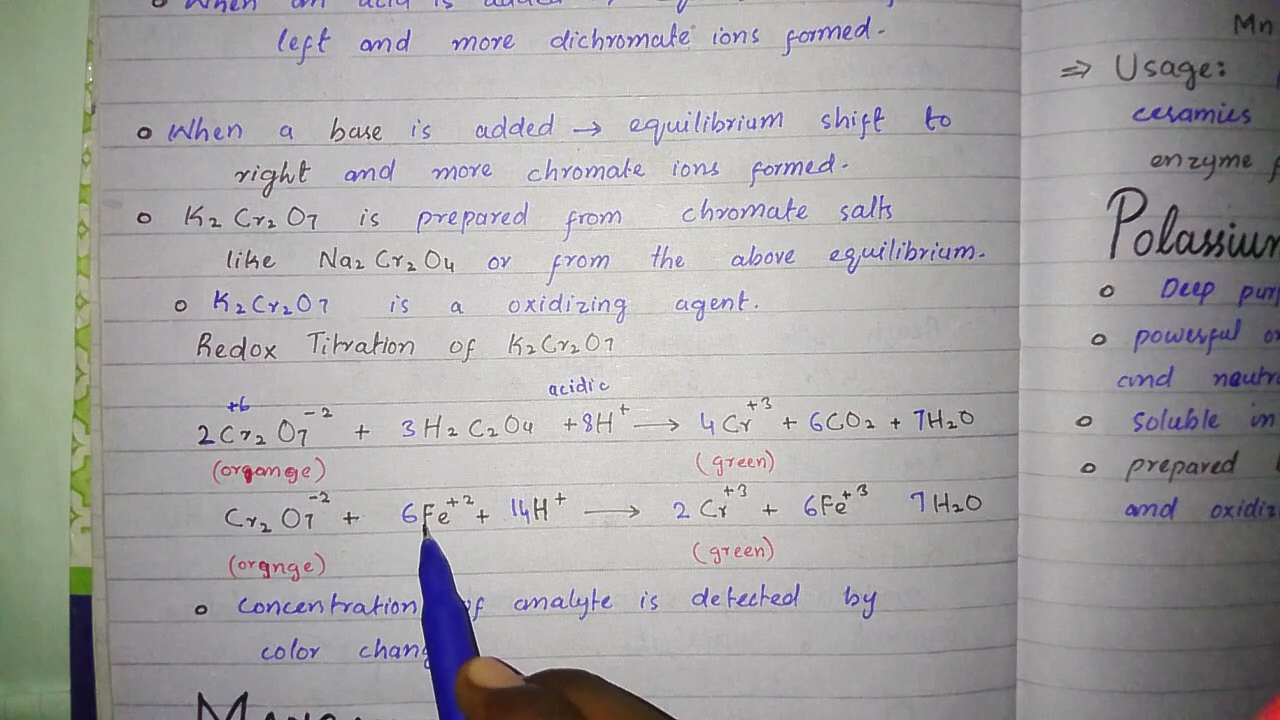 left and more dichromate ions formed.
o When a base is added → equilibrium shift to
right and more chromate ions formed.
o K₂Cr₂O7 is prepared from chromate salts
like Na₂Cr₂O4 or from the above equilibrium.
o K₂Cr₂O7 is a oxidizing agent.
Redox Titration of K₂Cr₂O7
acidic
+6
2Cr₂O7⁻² + 3H₂C₂O4 +8H⁺ → 4Cr⁺³ + 6CO₂ + 7H₂O
(organge) (green)
Cr₂O7⁻² + 6Fe⁺² + 14H⁺ → 2Cr⁺³ + 6Fe⁺³ 7H₂O
(orgnge) (green)
o concentration of analyte is detected by
color chang
Mn
⇒ Usage:
ceramics
enzyme
Potassium
o Deep pur
o powerful o
and neutr
o soluble in
o prepared
and oxidiz